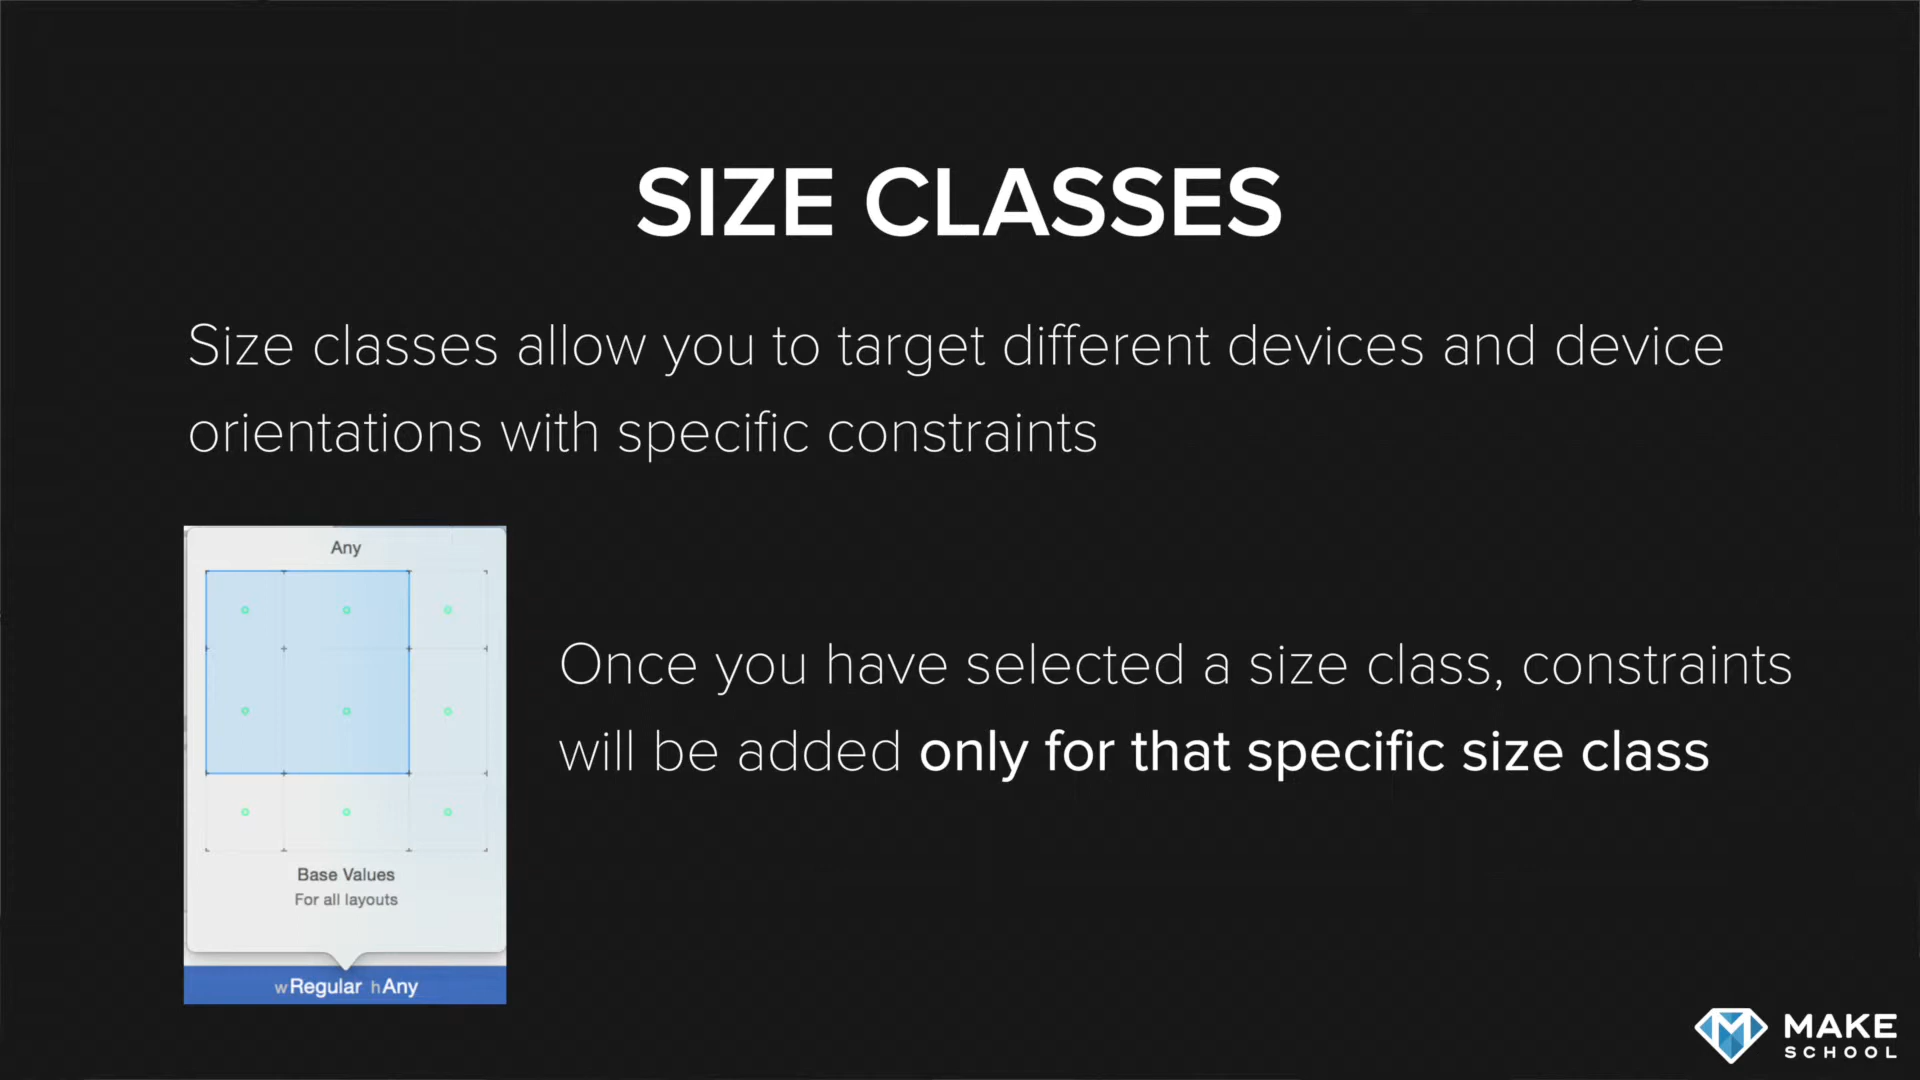 SIZE CLASSES
Size classes allow you to target different devices and device
orientations with specific constraints
Any
Once you have selected a size class, constraints
will be added only for that specific size class
Base Values
For all layouts
wRegular hAny
MAKE
SCHOOL